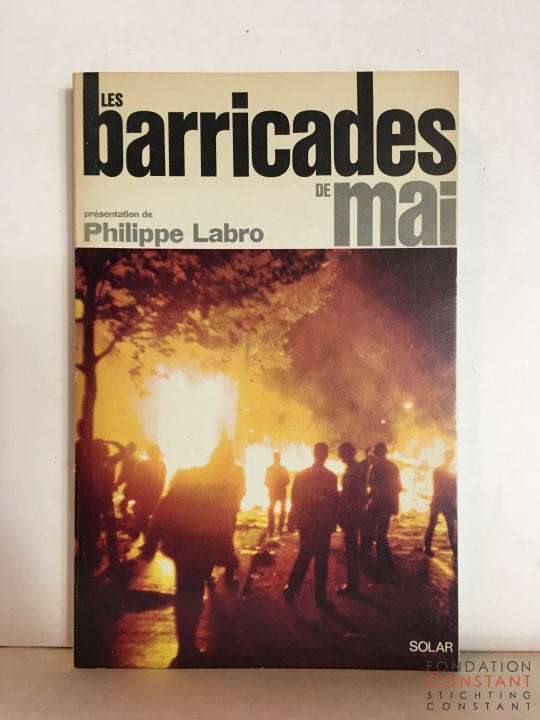 LES
barricades
DE mai
présentation de
Philippe Labro
SOLAR
FONDATION
CONSTANT
STICHTING
CONSTANT